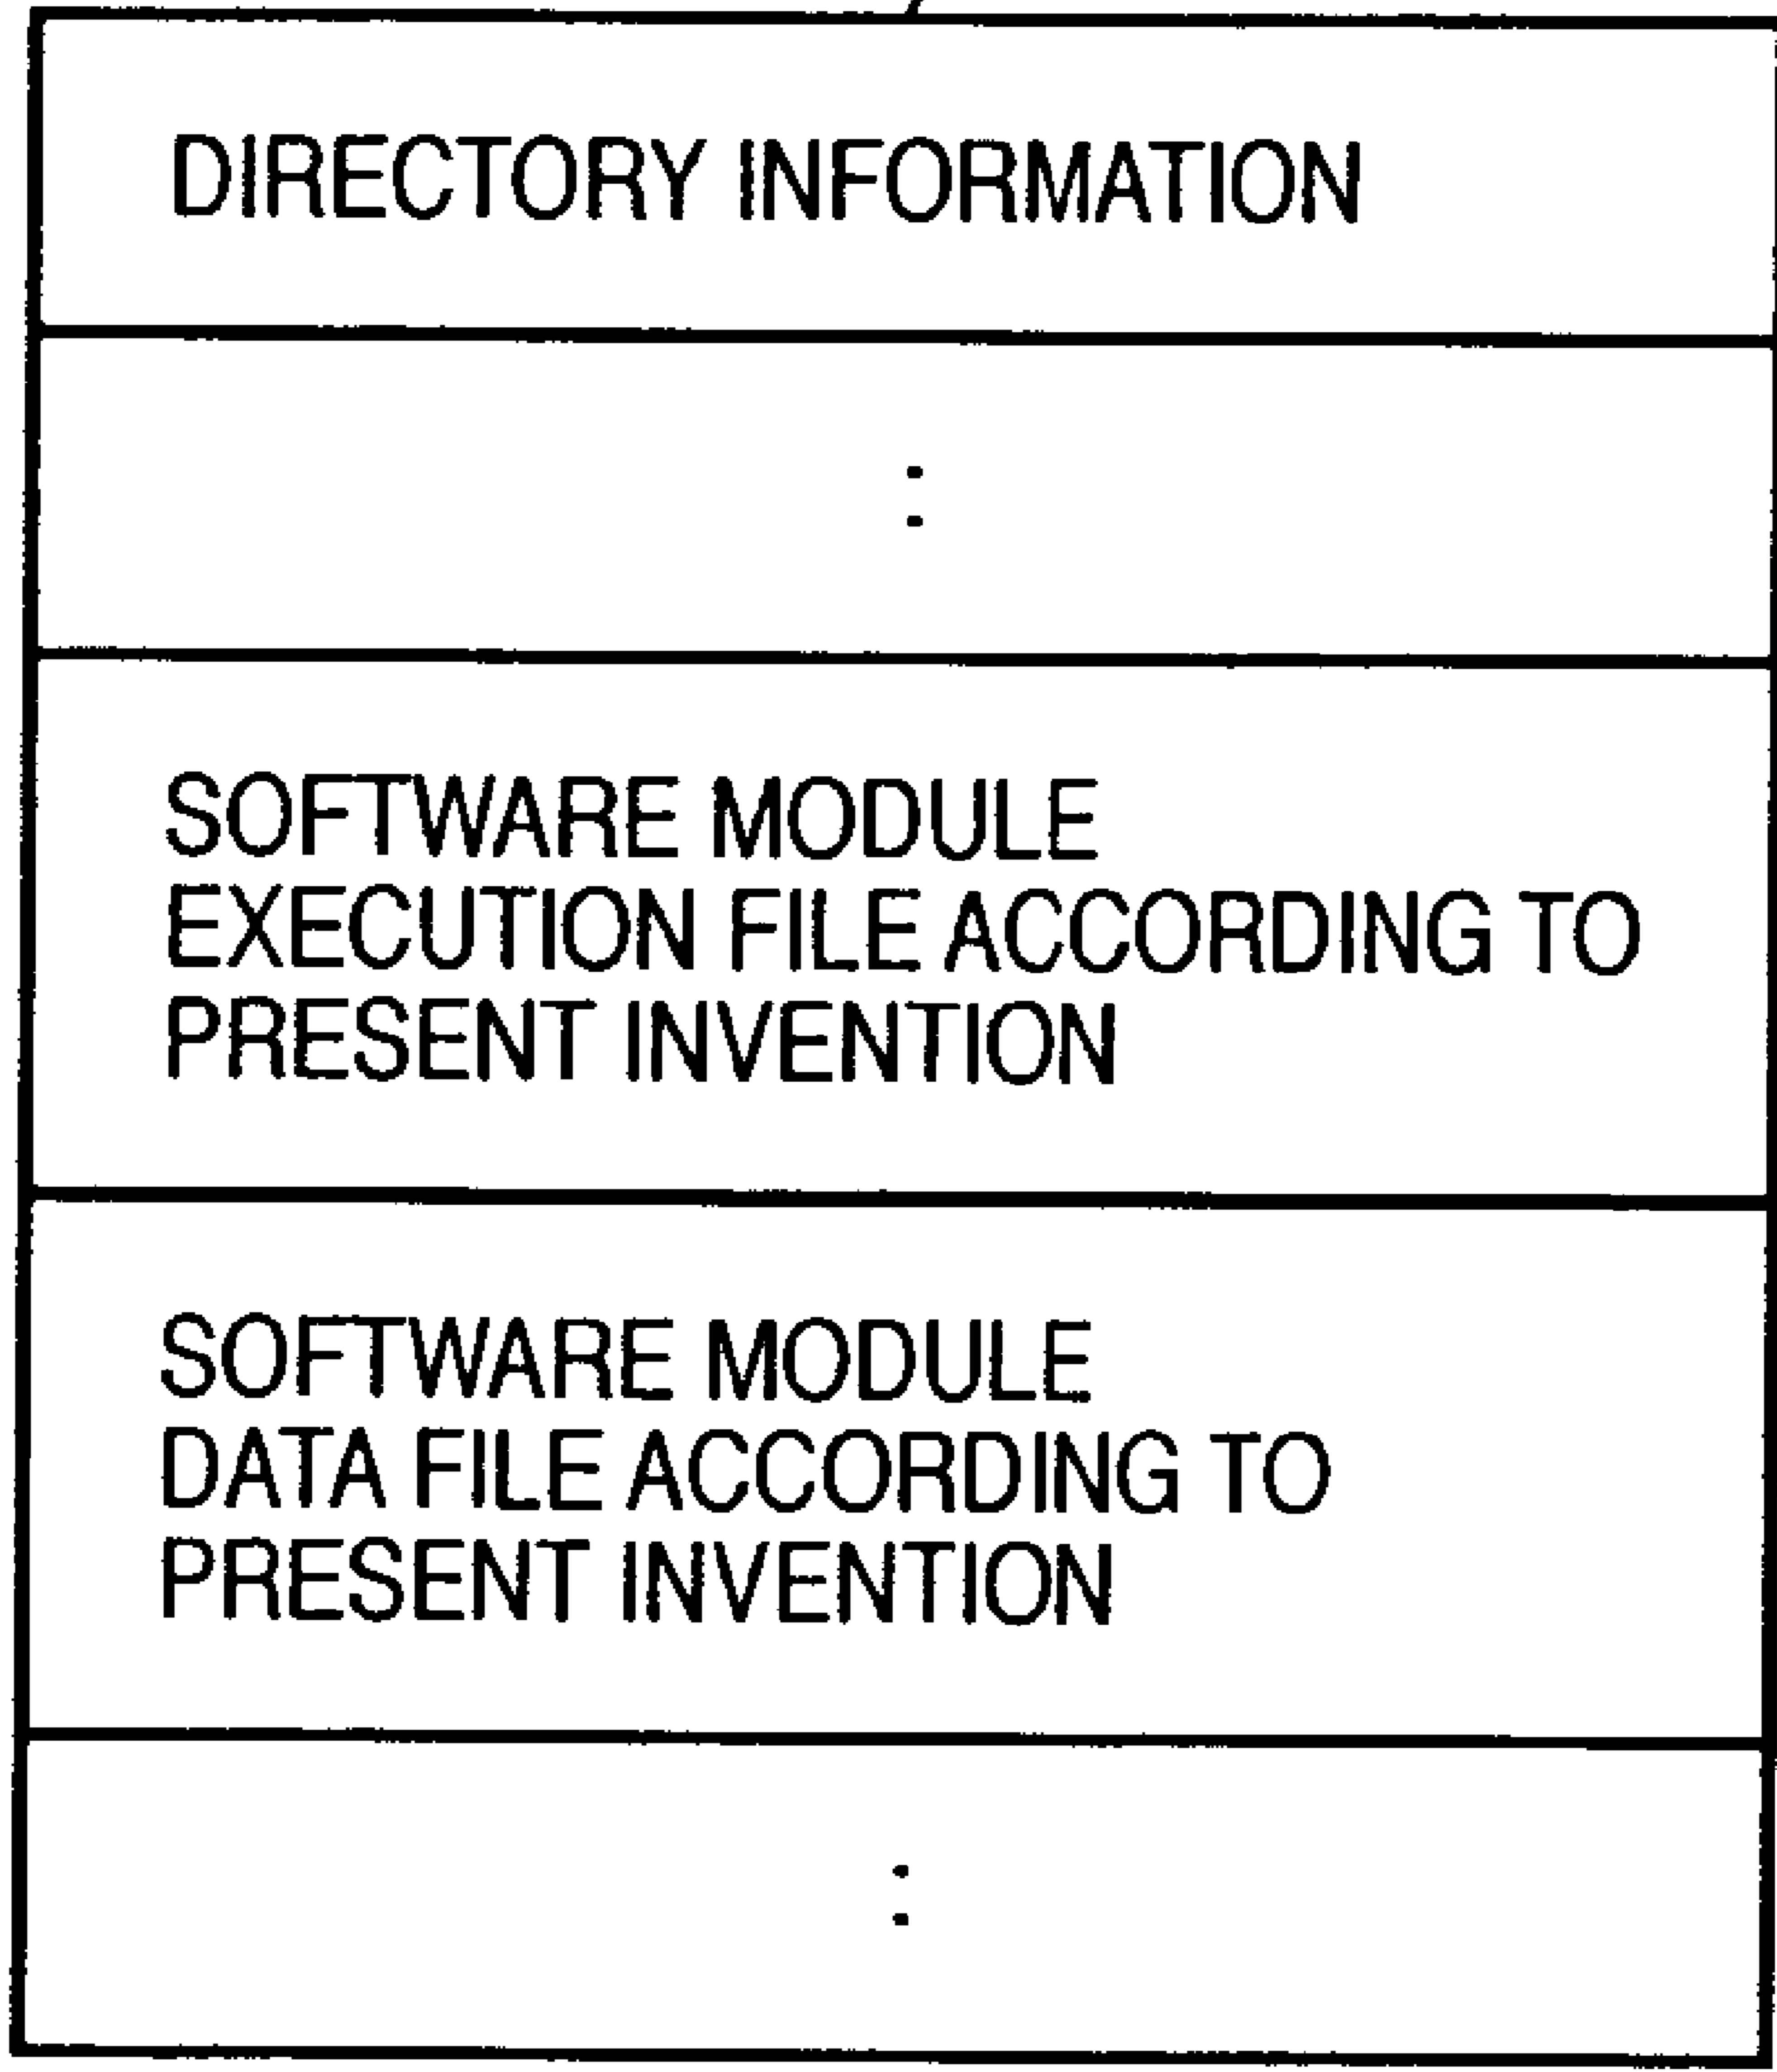 DIRECTORY INFORMATION
:
SOFTWARE MODULE
EXECUTION FILE ACCORDING TO
PRESENT INVENTION
SOFTWARE MODULE
DATA FILE ACCORDING TO
PRESENT INVENTION
: